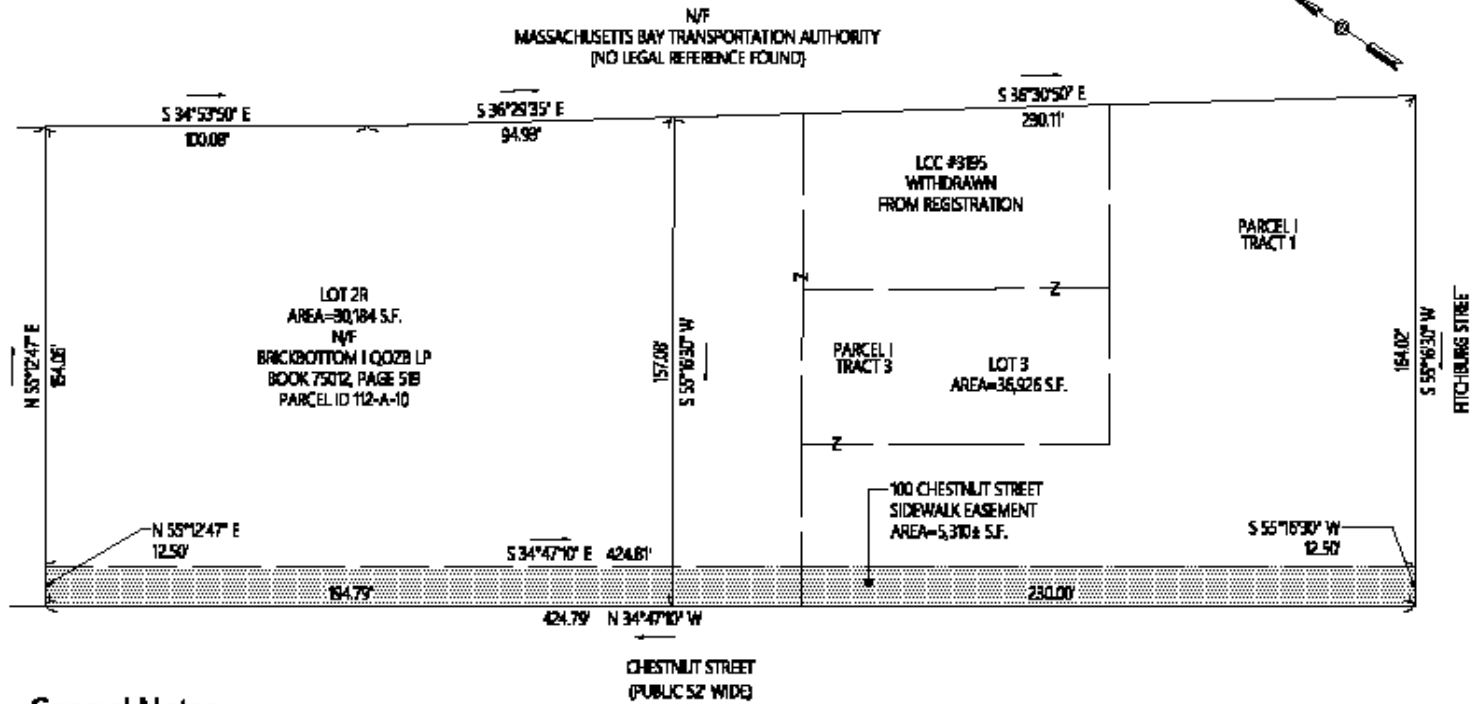 N/F
MASSACHUSETTS BAY TRANSPORTATION AUTHORITY
(NO LEGAL REFERENCE FOUND)
S 34°53'50" E
100.08'
S 36°29'35" E
94.98'
S 36°30'50" E
230.11'
LCC #3195
WITHDRAWN
FROM REGISTRATION
PARCEL I
TRACT 1
LOT 2R
AREA=30,184 S.F.
N/F
BRICKBOTTOM I QOZB LP
BOOK 75012, PAGE 519
PARCEL ID 112-A-10
N 55°12'47" E
154.06'
157.08'
S 55°16'30" W
Z
Z
PARCEL I
TRACT 3
LOT 3
AREA=36,926 S.F.
Z
164.02'
S 55°16'30" W
FITCHBURG STREE
100 CHESTNUT STREET
SIDEWALK EASEMENT
AREA=5,310± S.F.
N 55°12'47" E
12.50'
S 55°16'30" W
12.50'
S 34°47'10" E 424.81'
194.79'
230.00'
424.79' N 34°47'10" W
CHESTNUT STREET
(PUBLIC 52' WIDE)